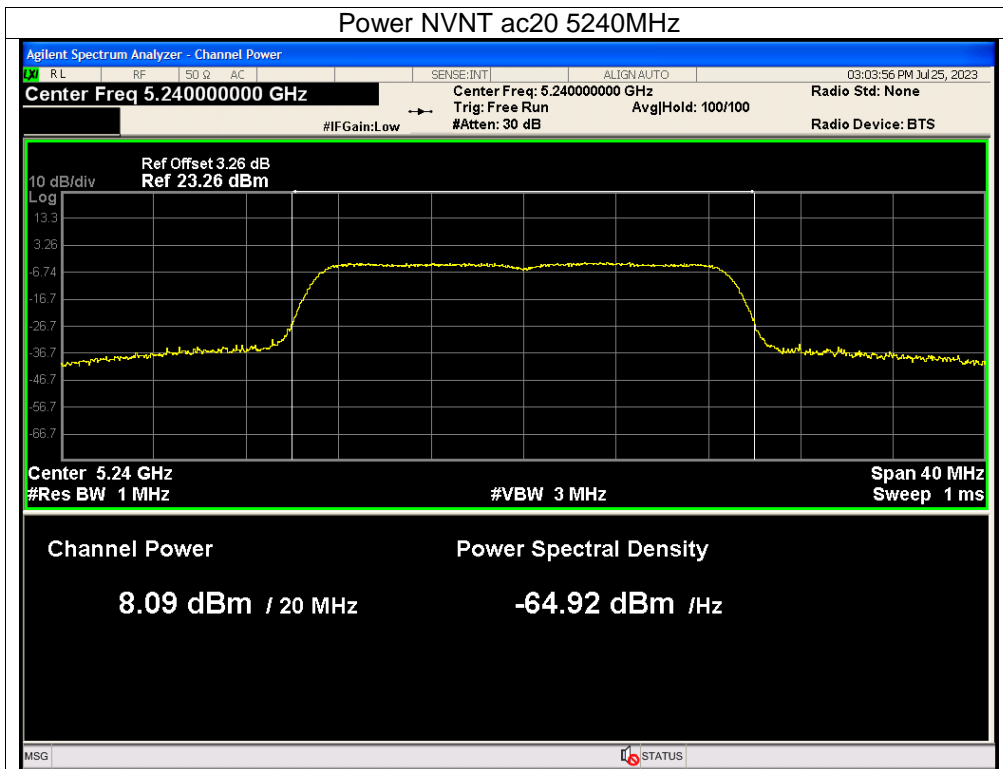 Power NVNT ac20 5240MHz
Agilent Spectrum Analyzer - Channel Power
LXI RL RF 50 Ω AC SENSE:INT ALIGN AUTO 03:03:56 PM Jul 25, 2023
Center Freq 5.240000000 GHz
Center Freq: 5.240000000 GHz
Radio Std: None
Trig: Free Run Avg|Hold: 100/100
#IFGain:Low #Atten: 30 dB Radio Device: BTS
Ref Offset 3.26 dB
10 dB/div Ref 23.26 dBm
Log
13.3
3.26
-6.74
-16.7
-26.7
-36.7
-46.7
-56.7
-66.7
Center 5.24 GHz Span 40 MHz
#Res BW 1 MHz #VBW 3 MHz Sweep 1 ms
Channel Power Power Spectral Density
8.09 dBm / 20 MHz -64.92 dBm /Hz
MSG STATUS